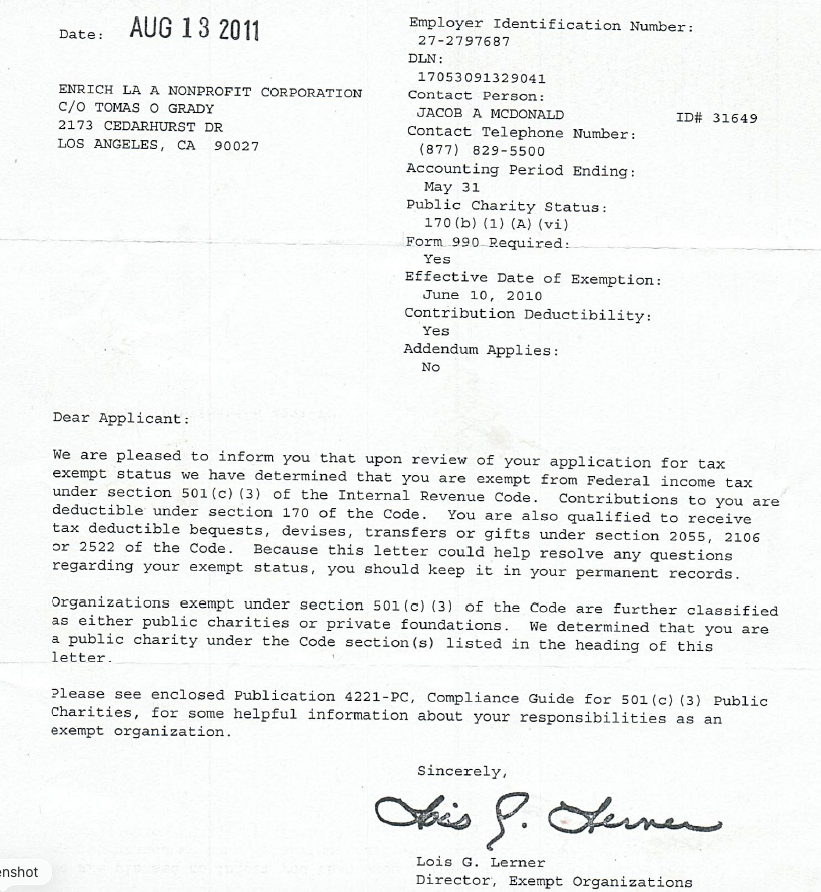 Date: AUG 13 2011
ENRICH LA A NONPROFIT CORPORATION
C/O TOMAS O GRADY
2173 CEDARHURST DR
LOS ANGELES, CA 90027
Employer Identification Number:
27-2797687
DLN:
17053091329041
Contact Person:
JACOB A MCDONALD ID# 31649
Contact Telephone Number:
(877) 829-5500
Accounting Period Ending:
May 31
Public Charity Status:
170(b)(1)(A)(vi)
Form 990 Required:
Yes
Effective Date of Exemption:
June 10, 2010
Contribution Deductibility:
Yes
Addendum Applies:
No
Dear Applicant:
We are pleased to inform you that upon review of your application for tax
exempt status we have determined that you are exempt from Federal income tax
under section 501(c)(3) of the Internal Revenue Code. Contributions to you are
deductible under section 170 of the Code. You are also qualified to receive
tax deductible bequests, devises, transfers or gifts under section 2055, 2106
or 2522 of the Code. Because this letter could help resolve any questions
regarding your exempt status, you should keep it in your permanent records.
Organizations exempt under section 501(c)(3) of the Code are further classified
as either public charities or private foundations. We determined that you are
a public charity under the Code section(s) listed in the heading of this
letter.
Please see enclosed Publication 4221-PC, Compliance Guide for 501(c)(3) Public
Charities, for some helpful information about your responsibilities as an
exempt organization.
Sincerely,
Lois G. Lerner
Lois G. Lerner
Director, Exempt Organizations
enshot